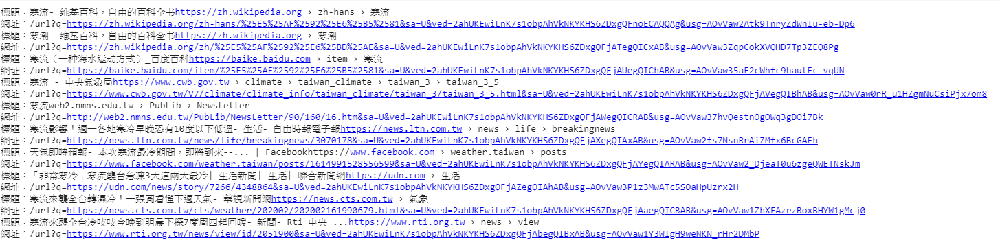 標題：寒流- 维基百科，自由的百科全书https://zh.wikipedia.org › zh-hans › 寒流
網址：/url?q=https://zh.wikipedia.org/zh-hans/%25E5%25AF%2592%25E6%25B5%2581&sa=U&ved=2ahUKEwiLnK7s1obpAhVkNKYKHS6ZDxgQFnoECAQQAg&usg=AOvVaw2Atk9TnryZdWnIu-eb-Dp6
標題：寒潮- 维基百科，自由的百科全书https://zh.wikipedia.org › 寒潮
網址：/url?q=https://zh.wikipedia.org/zh/%25E5%25AF%2592%25E6%25BD%25AE&sa=U&ved=2ahUKEwiLnK7s1obpAhVkNKYKHS6ZDxgQFjATegQICxAB&usg=AOvVaw3ZqpCokXVQHD7Tp3ZEQ8Pg
標題：寒流（一种海水运动方式）_百度百科https://baike.baidu.com › item › 寒流
網址：/url?q=https://baike.baidu.com/item/%25E5%25AF%2592%25E6%25B5%2581&sa=U&ved=2ahUKEwiLnK7s1obpAhVkNKYKHS6ZDxgQFjAUegQIChAB&usg=AOvVaw35aE2cWhfc9hautEc-vqUN
標題：寒流 - 中央氣象局https://www.cwb.gov.tw › climate › taiwan_climate › taiwan_3 › taiwan_3_5
網址：/url?q=https://www.cwb.gov.tw/V7/climate/climate_info/taiwan_climate/taiwan_3/taiwan_3_5.html&sa=U&ved=2ahUKEwiLnK7s1obpAhVkNKYKHS6ZDxgQFjAVegQIBhAB&usg=AOvVaw0rR_u1HZgmNuCsiPjx7om8
標題：寒流web2.nmns.edu.tw › PubLib › NewsLetter
網址：/url?q=http://web2.nmns.edu.tw/PubLib/NewsLetter/90/160/16.htm&sa=U&ved=2ahUKEwiLnK7s1obpAhVkNKYKHS6ZDxgQFjAWegQICRAB&usg=AOvVaw37hvQestnOgOWq3gDOi7Bk
標題：寒流影響！週一各地寒冷早晚恐有10度以下低溫- 生活- 自由時報電子報https://news.ltn.com.tw › news › life › breakingnews
網址：/url?q=https://news.ltn.com.tw/news/life/breakingnews/3070178&sa=U&ved=2ahUKEwiLnK7s1obpAhVkNKYKHS6ZDxgQFjAXegQIAxAB&usg=AOvVaw2fs7NsnRrAiZMfx6BcGAEh
標題：天氣即時預報- 本次寒流最冷期間，即將到來--... | Facebookhttps://www.facebook.com › weather.taiwan › posts
網址：/url?q=https://www.facebook.com/weather.taiwan/posts/1614991528556599&sa=U&ved=2ahUKEwiLnK7s1obpAhVkNKYKHS6ZDxgQFjAYegQIARAB&usg=AOvVaw2_DjeaT0u6zgeQWETNskJm
標題：「非常寒冷」寒流襲台急凍3天這兩天最冷| 生活新聞| 生活| 聯合新聞網https://udn.com › 生活
網址：/url?q=https://udn.com/news/story/7266/4348864&sa=U&ved=2ahUKEwiLnK7s1obpAhVkNKYKHS6ZDxgQFjAZegQIAhAB&usg=AOvVaw3P1z3MwATc5SOaHpUzrx2H
標題：寒流來襲全台轉濕冷！一張圖看懂下週天氣- 華視新聞網https://news.cts.com.tw › 氣象
網址：/url?q=https://news.cts.com.tw/cts/weather/202002/202002161990679.html&sa=U&ved=2ahUKEwiLnK7s1obpAhVkNKYKHS6ZDxgQFjAaegQICBAB&usg=AOvVaw1ZhXFAzrzBoxBHYW1gMcj0
標題：寒流來襲全台冷吱吱今晚到明晨下探7度周四起回暖- 新聞- Rti 中央 ...https://www.rti.org.tw › news › view
網址：/url?q=https://www.rti.org.tw/news/view/id/2051900&sa=U&ved=2ahUKEwiLnK7s1obpAhVkNKYKHS6ZDxgQFjAbegQIBxAB&usg=AOvVaw1Y3WIgH9weNKN_rHr2DMbP